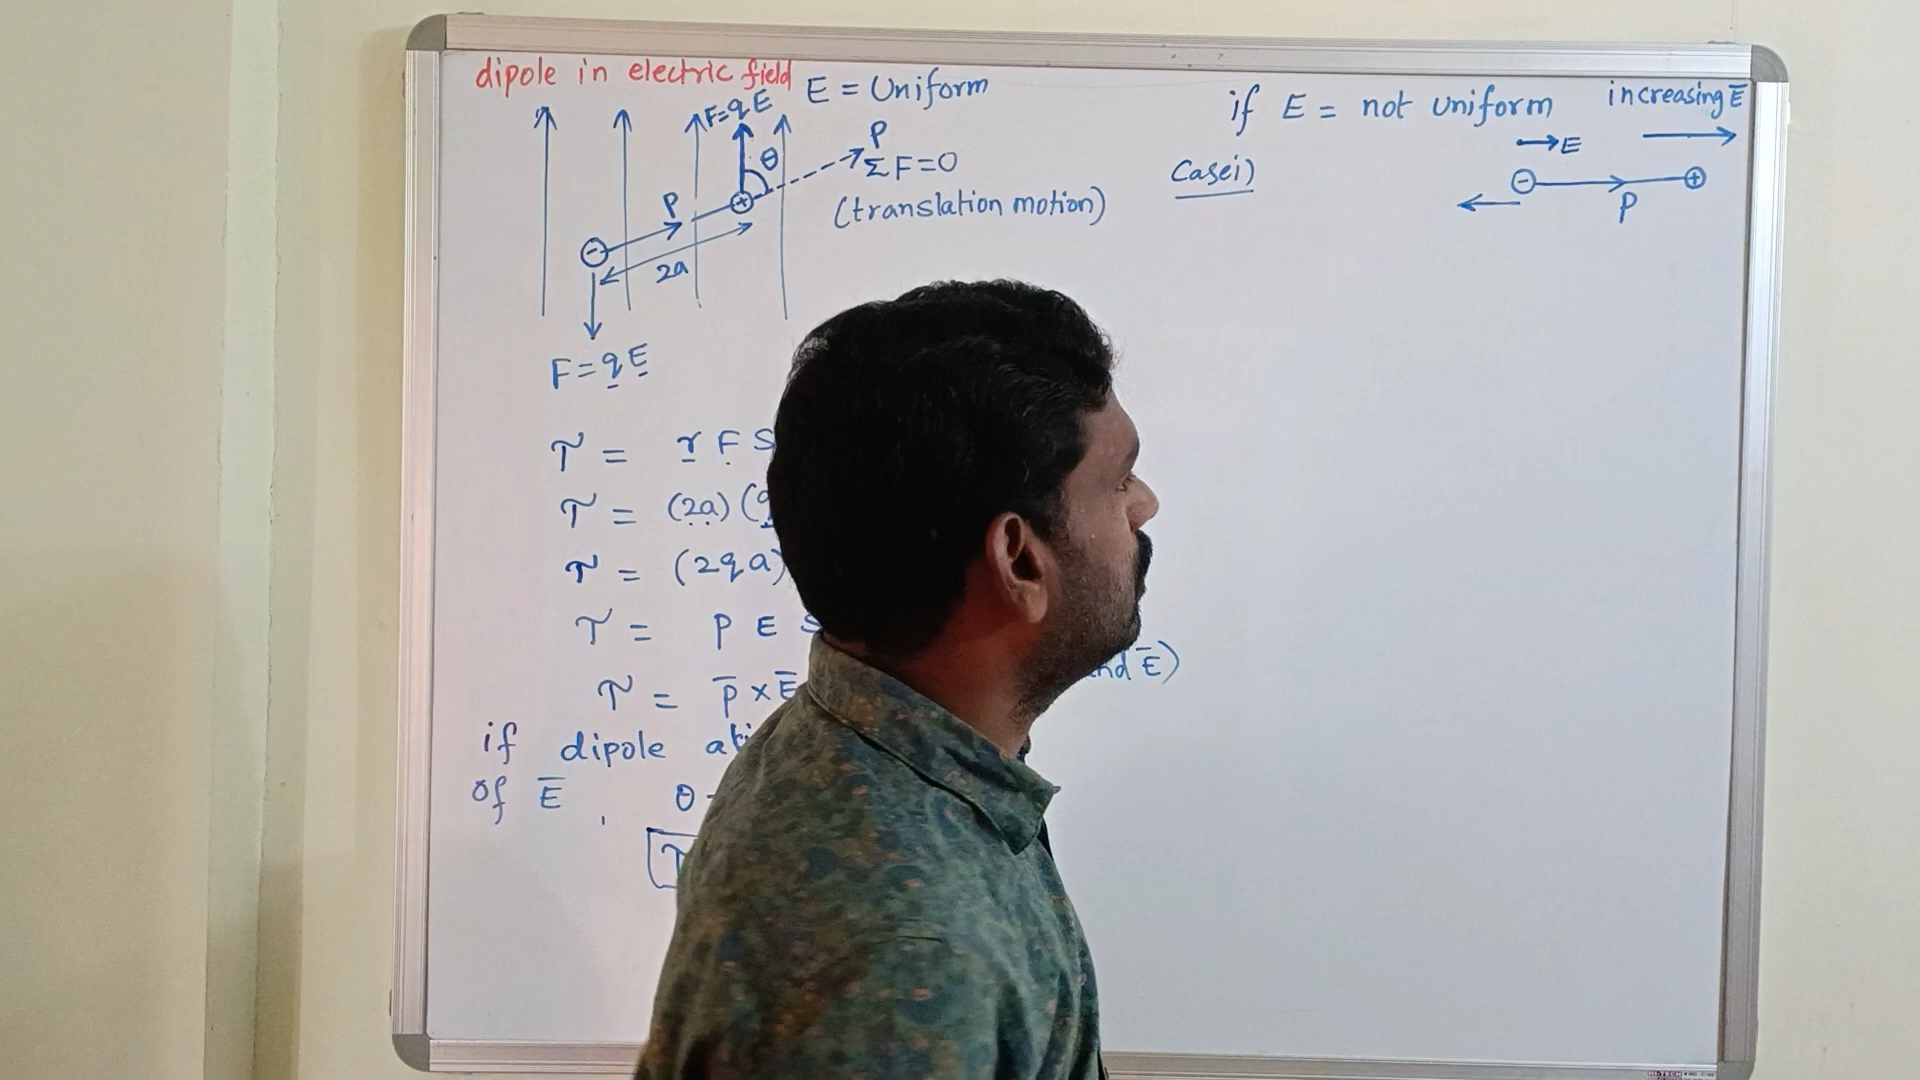 dipole in electric field
E = Uniform
F=qE
θ
P
ΣF=0
(translation motion)
P
2a
F=qE
τ = r F
τ = (2a)
τ = (2qa)
τ = P E
τ = p̅ × E̅
if dipole
of E̅ , θ
τ
and E̅)
if E = not uniform
increasing E̅
Case i)
E
P